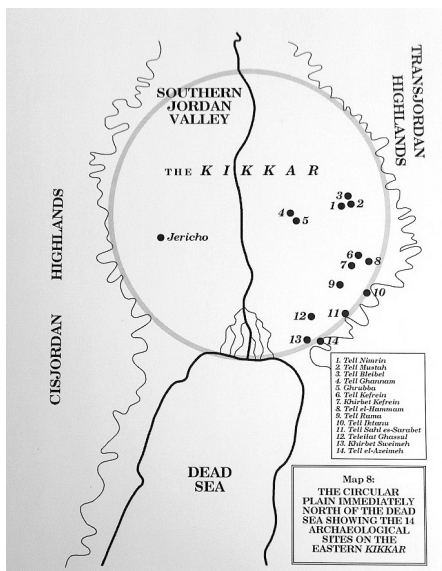 TRANSJORDAN
HIGHLANDS
SOUTHERN
JORDAN
VALLEY
THE KIKKAR
3
1
2
4
5
Jericho
6
7
8
9
10
11
12
13
14
HIGHLANDS
CISJORDAN
DEAD
SEA
1. Tell Nimrin
2. Tell Mustah
3. Tell Bleibel
4. Tell Ghannam
5. Ghrubba
6. Tell Kefrein
7. Khirbet Kefrein
8. Tell el-Hammam
9. Tell Rama
10. Tell Iktanu
11. Tell Sahl es-Sarabet
12. Teleilat Ghassul
13. Khirbet Sweimeh
14. Tell el-Azeimeh
Map 8:
THE CIRCULAR
PLAIN IMMEDIATELY
NORTH OF THE DEAD
SEA SHOWING THE 14
ARCHAEOLOGICAL
SITES ON THE
EASTERN KIKKAR